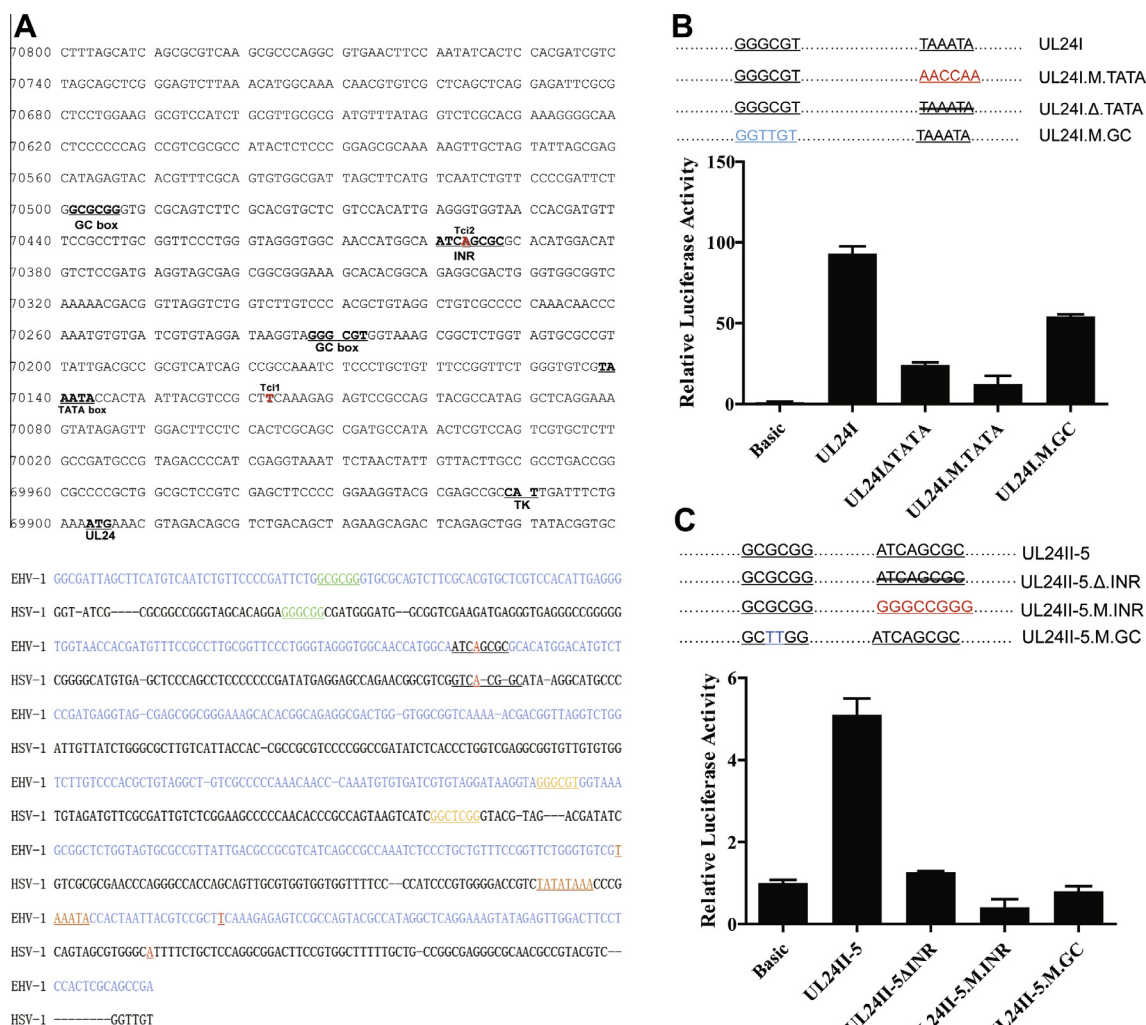 A
70800 CTTTAGCATC AGCGCGTCAA GCGCCCAGGC GTGAACTTCC AATATCACTC CACGATCGTC
70740 TAGCAGCTCG GGAGTCTTAA ACATGGCAAA CAACGTGTCG CTCAGCTCAG GAGATTCGCG
70680 CTCCTGGAAG GCGTCCATCT GCGTTGCGCG ATGTTTATAG GTCTCGCACG AAAGGGGCAA
70620 CTCCCCCCAG CCGTCGCGCC ATACTCTCCC GGAGCGCAAA AAGTTGCTAG TATTAGCGAG
70560 CATAGAGTAC ACGTTTCGCA GTGTGGCGAT TAGCTTCATG TCAATCTGTT CCCCGATTCT
70500 GGCGCGGGTG CGCAGTCTTC GCACGTGCTC GTCCACATTG AGGGTGGTAA CCACGATGTT
GC box
Tci2
70440 TCCGCCTTGC GGTTCCCTGG GTAGGGTGGC AACCATGGCA ATCAGCGCGC ACATGGACAT
INR
70380 GTCTCCGATG AGGTAGCGAG CGGCGGGAAA GCACACGGCA GAGGCGACTG GGTGGCGGTC
70320 AAAAACGACG GTTAGGTCTG GTCTTGTCCC ACGCTGTAGG CTGTCGCCCC CAAACAACCC
70260 AAATGTGTGA TCGTGTAGGA TAAGGTAGGG CGTGGTAAAG CGGCTCTGGT AGTGCGCCGT
GC box
70200 TATTGACGCC GCGTCATCAG CCGCCAAATC TCCCTGCTGT TTCCGGTTCT GGGTGTCGTA
Tci1
70140 AATACCACTA ATTACGTCCG CTTCAAAGAG AGTCCGCCAG TACGCCATAG GCTCAGGAAA
TATA box
70080 GTATAGAGTT GGACTTCCTC CACTCGCAGC CGATGCCATA ACTCGTCCAG TCGTGCTCTT
70020 GCCGATGCCG TAGACCCCAT CGAGGTAAAT TCTAACTATT GTTACTTGCC GCCTGACCGG
69960 CGCCCCGCTG GCGCTCCGTC GAGCTTCCCC GGAAGGTACG CGAGCCGCCA TTGATTTCTG
TK
69900 AAAATGAAAC GTAGACAGCG TCTGACAGCT AGAAGCAGAC TCAGAGCTGG TATACGGTGC
UL24
EHV-1 GGCGATTAGCTTCATGTCAATCTGTTCCCCGATTCTGGCGCGGGTGCGCAGTCTTCGCACGTGCTCGTCCACATTGAGGG
HSV-1 GGT-ATCG----CGCGGCCGGGTAGCACAGGAGGGCGGCGATGGGATG--GCGGTCGAAGATGAGGGTGAGGGCCGGGGG
EHV-1 TGGTAACCACGATGTTTCCGCCTTGCGGTTCCCTGGGTAGGGTGGCAACCATGGCAATCAGCGCGCACATGGACATGTCT
HSV-1 CGGGGCATGTGA-GCTCCCAGCCTCCCCCCCGATATGAGGAGCCAGAACGGCGTCGGTCA-CG-GCATA-AGGCATGCCC
EHV-1 CCGATGAGGTAG-CGAGCGGCGGGAAAGCACACGGCAGAGGCGACTGG-GTGGCGGTCAAAA-ACGACGGTTAGGTCTGG
HSV-1 ATTGTTATCTGGGCGCTTGTCATTACCAC-CGCCGCGTCCCCGGCCGATATCTCACCCTGGTCGAGGCGGTGTTGTGTGG
EHV-1 TCTTGTCCCACGCTGTAGGCT-GTCGCCCCCAAACAACC-CAAATGTGTGATCGTGTAGGATAAGGTAGGGCGTGGTAAA
HSV-1 TGTAGATGTTCGCGATTGTCTCGGAAGCCCCCAACACCCGCCAGTAAGTCATCGGCTCGGGTACG-TAG---ACGATATC
EHV-1 GCGGCTCTGGTAGTGCGCCGTTATTGACGCCGCGTCATCAGCCGCCAAATCTCCCTGCTGTTTCCGGTTCTGGGTGTCGT
HSV-1 GTCGCGCGAACCCAGGGCCACCAGCAGTTGCGTGGTGGTGGTTTTCC-CCATCCCGTGGGGACCGTCTATATAAACCCG
EHV-1 AAATACCACTAATTACGTCCGCTTCAAAGAGAGTCCGCCAGTACGCCATAGGCTCAGGAAAGTATAGAGTTGGACTTCCT
HSV-1 CAGTAGCGTGGGCATTTTCTGCTCCAGGCGGACTTCCGTGGCTTTTTGCTG-CCGGCGAGGGCGCAACGCCGTACGTC--
EHV-1 CCACTCGCAGCCGA
HSV-1 --------GGTTGT
B
GGGCGT TAAATA UL24I
GGGCGT AACCAA UL24I.M.TATA
GGGCGT TAAATA UL24I.Δ.TATA
GGTTGT TAAATA UL24I.M.GC
Relative Luciferase Activity
150
100
50
0
Basic
UL24I
UL24IΔTATA
UL24I.M.TATA
UL24I.M.GC
C
GCGCGG ATCAGCGC UL24II-5
GCGCGG ATCAGCGC UL24II-5.Δ.INR
GCGCGG GGGCCGGG UL24II-5.M.INR
GCTTGG ATCAGCGC UL24II-5.M.GC
Relative Luciferase Activity
6
4
2
0
Basic
UL24II-5
UL24II-5ΔINR
UL24II-5.M.INR
UL24II-5.M.GC